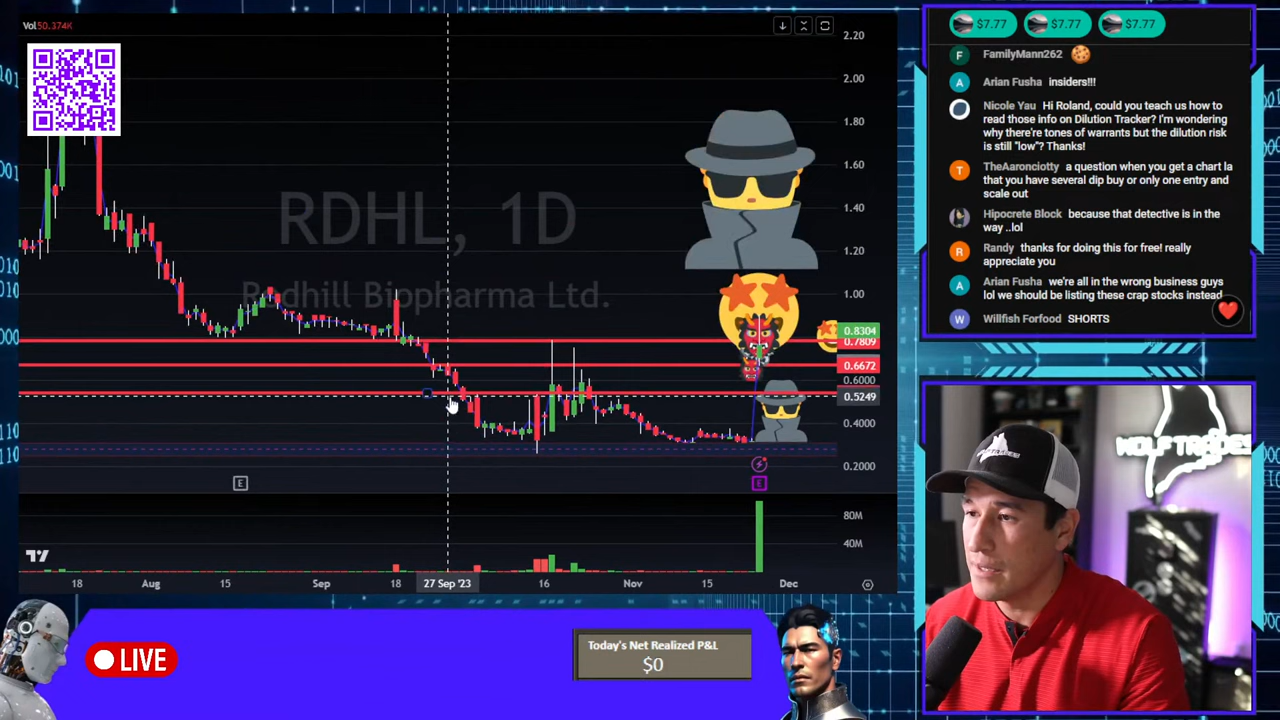 Vol50.374K
RDHL, 1D
Redhill Biopharma Ltd.
2.20
2.00
1.80
1.60
1.40
1.20
1.00
0.8304
0.7809
0.6672
0.6000
0.5249
0.4000
0.2000
80M
40M
E
E
18
Aug
15
Sep
18
27 Sep '23
16
Nov
15
Dec
$7.77
$7.77
$7.77
F
FamilyMann262
A
Arian Fusha insiders!!!
Nicole Yau Hi Roland, could you teach us how to
read those info on Dilution Tracker? I'm wondering
why there're tones of warrants but the dilution risk
is still "low"? Thanks!
T
TheAaronciotty a question when you get a chart la
that you have several dip buy or only one entry and
scale out
Hipocrete Block because that detective is in the
way ..lol
R
Randy thanks for doing this for free! really
appreciate you
A
Arian Fusha we're all in the wrong business guys
lol we should be listing these crap stocks instead
W
Willfish Forfood SHORTS
WOLFTRADES
LIVE
Today's Net Realized P&L
$0